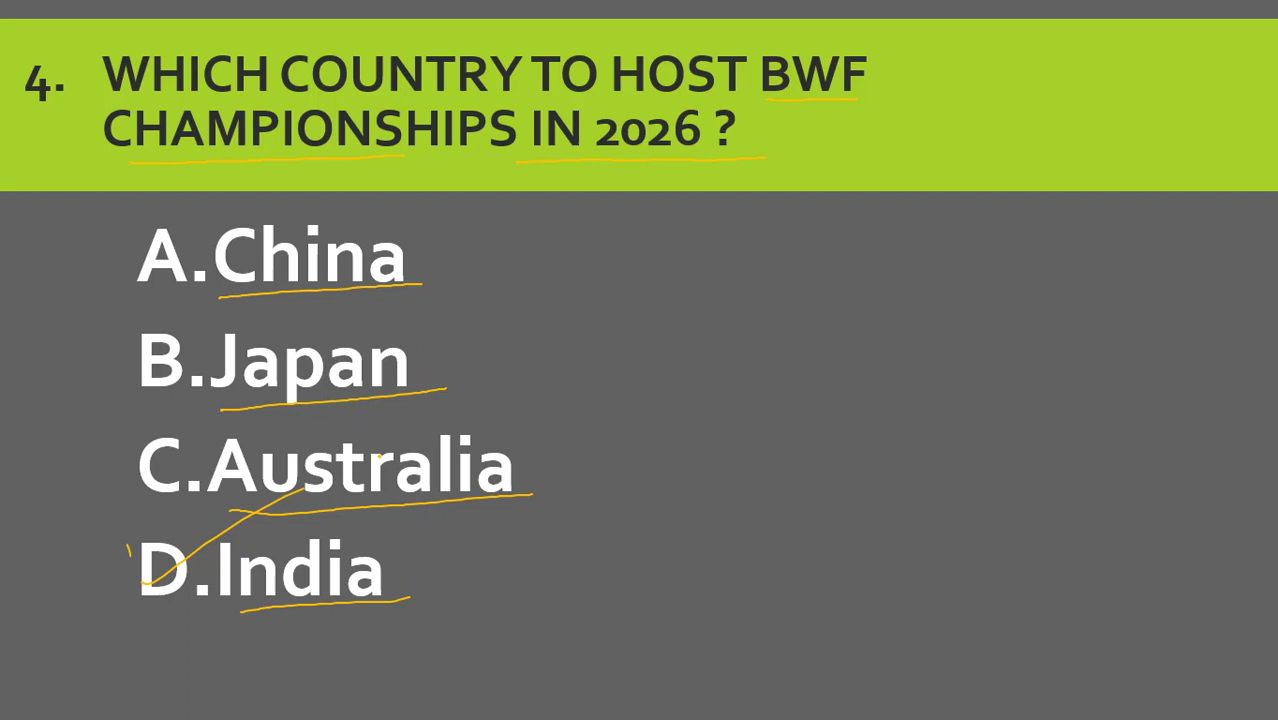 4. WHICH COUNTRY TO HOST BWF
CHAMPIONSHIPS IN 2026 ?
A.China
B.Japan
C.Australia
D.India